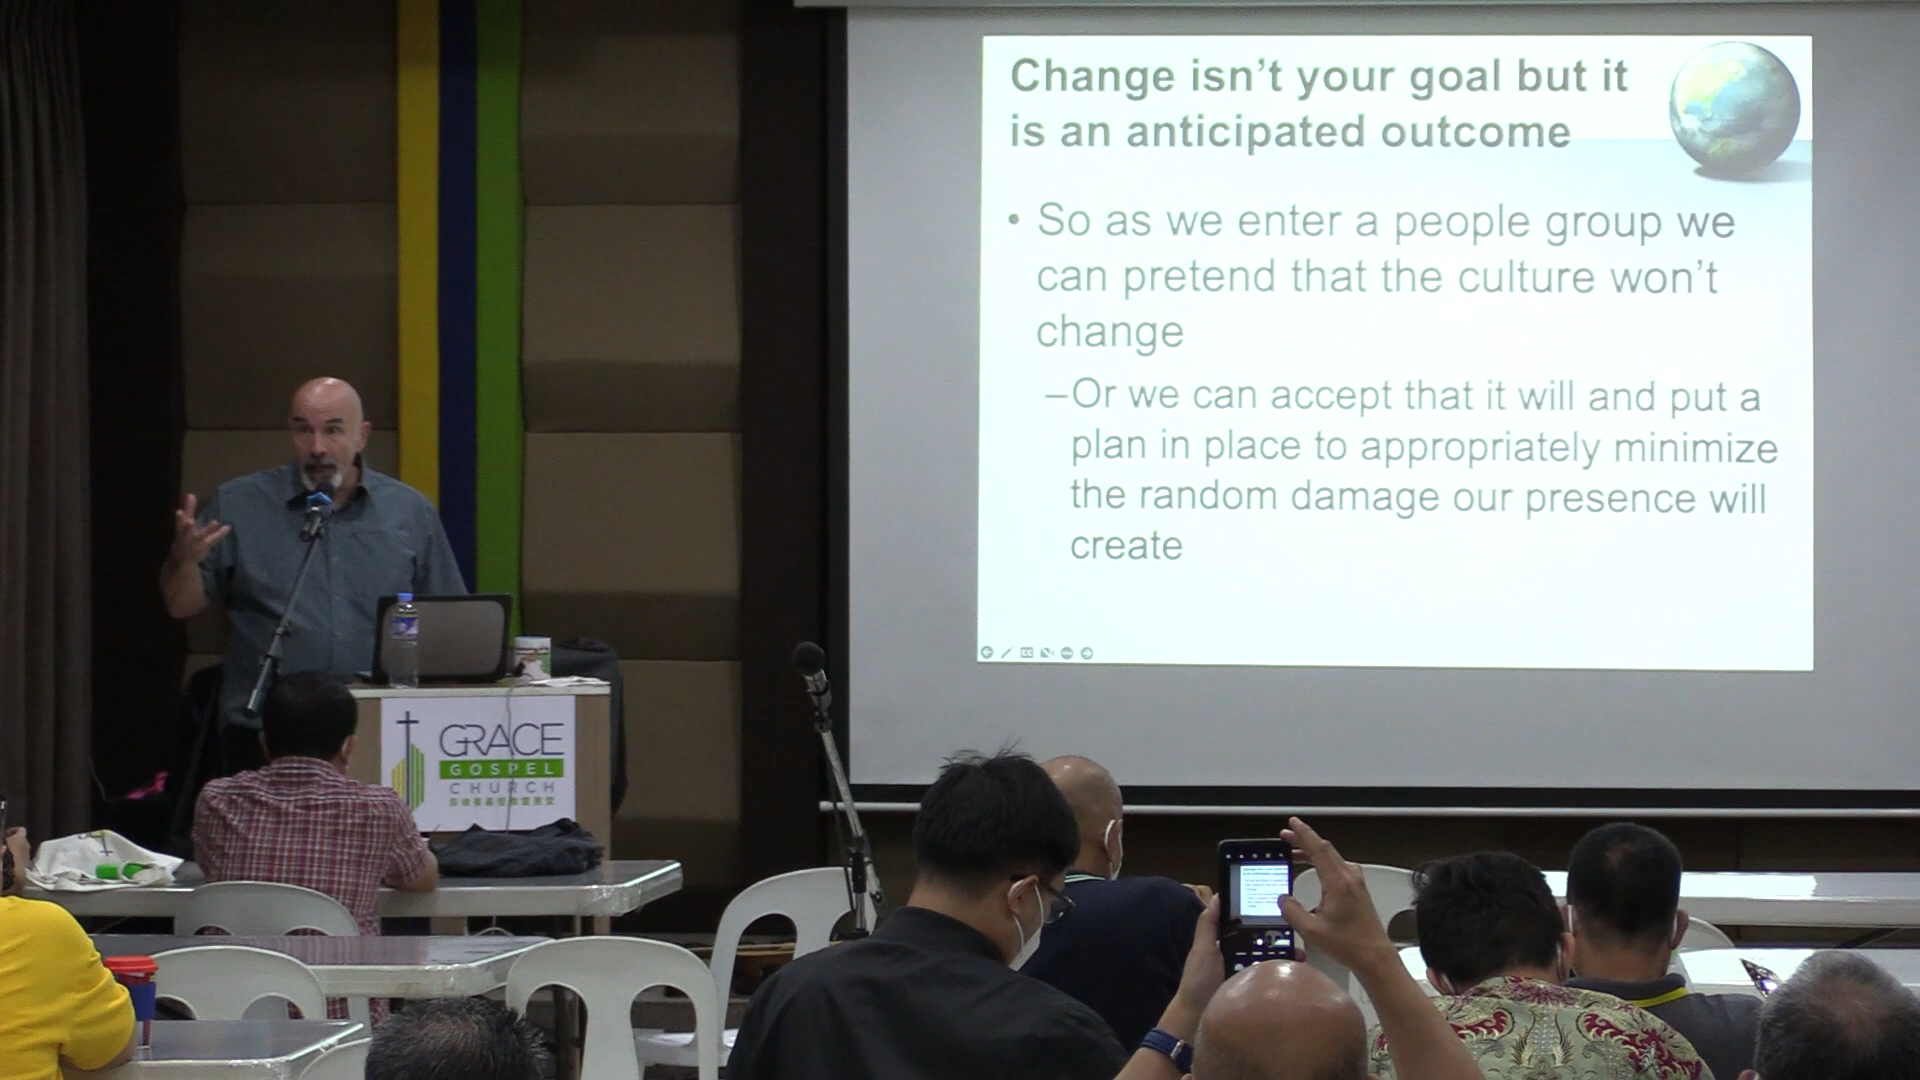 Change isn't your goal but it
is an anticipated outcome
• So as we enter a people group we
can pretend that the culture won't
change
–Or we can accept that it will and put a
plan in place to appropriately minimize
the random damage our presence will
create
GRACE
GOSPEL
CHURCH